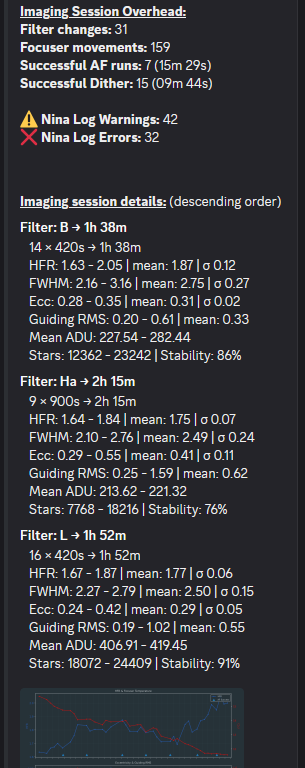 Imaging Session Overhead:
Filter changes: 31
Focuser movements: 159
Successful AF runs: 7 (15m 29s)
Successful Dither: 15 (09m 44s)
⚠️ Nina Log Warnings: 42
❌ Nina Log Errors: 32
Imaging session details: (descending order)
Filter: B → 1h 38m
14 × 420s → 1h 38m
HFR: 1.63 - 2.05 | mean: 1.87 | σ 0.12
FWHM: 2.16 - 3.16 | mean: 2.75 | σ 0.27
Ecc: 0.28 - 0.35 | mean: 0.31 | σ 0.02
Guiding RMS: 0.20 - 0.61 | mean: 0.33
Mean ADU: 227.54 - 282.44
Stars: 12362 - 23242 | Stability: 86%
Filter: Ha → 2h 15m
9 × 900s → 2h 15m
HFR: 1.64 - 1.84 | mean: 1.75 | σ 0.07
FWHM: 2.10 - 2.76 | mean: 2.49 | σ 0.24
Ecc: 0.29 - 0.55 | mean: 0.41 | σ 0.11
Guiding RMS: 0.25 - 1.59 | mean: 0.62
Mean ADU: 213.62 - 221.32
Stars: 7768 - 18216 | Stability: 76%
Filter: L → 1h 52m
16 × 420s → 1h 52m
HFR: 1.67 - 1.87 | mean: 1.77 | σ 0.06
FWHM: 2.27 - 2.79 | mean: 2.50 | σ 0.15
Ecc: 0.24 - 0.42 | mean: 0.29 | σ 0.05
Guiding RMS: 0.19 - 1.02 | mean: 0.55
Mean ADU: 406.91 - 419.45
Stars: 18072 - 24409 | Stability: 91%